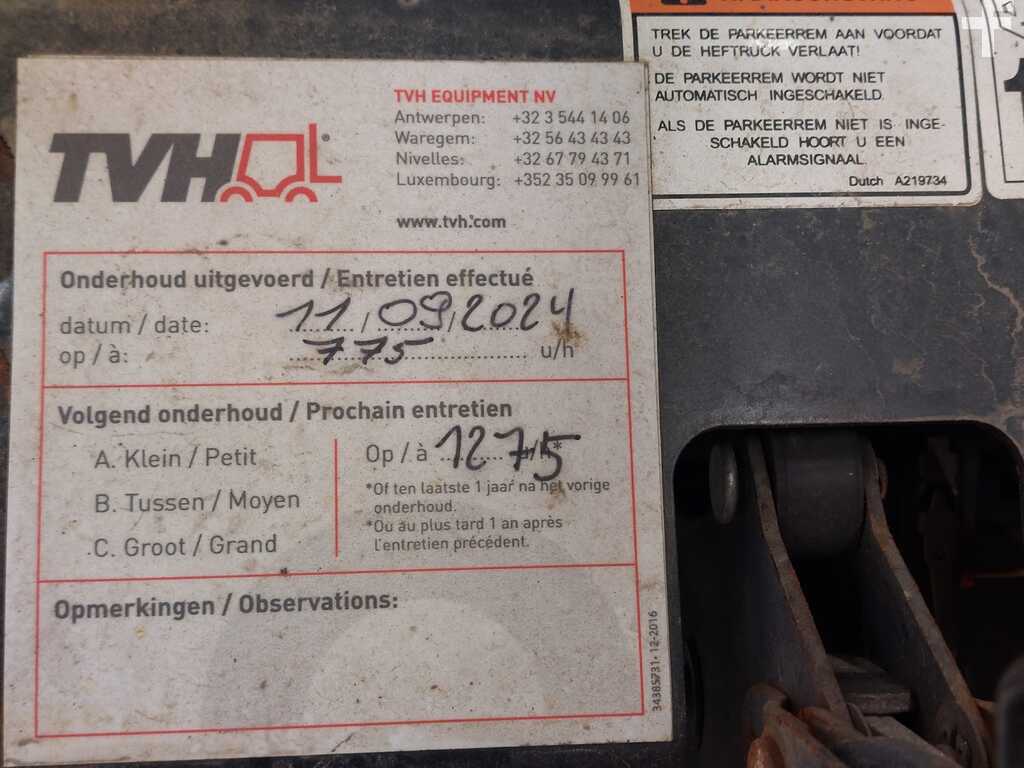 TVH
TVH EQUIPMENT NV
Antwerpen: +32 3 544 14 06
Waregem: +32 56 43 43 43
Nivelles: +32 67 79 43 71
Luxembourg: +352 35 09 99 61
www.tvh.com
Onderhoud uitgevoerd / Entretien effectué
datum / date: 11/09/2024
op / à: 775 u/h
Volgend onderhoud / Prochain entretien
A. Klein / Petit
B. Tussen / Moyen
C. Groot / Grand
Op / à 1275
*Of ten laatste 1 jaar na het vorige
onderhoud.
*Ou au plus tard 1 an après
l'entretien précédent.
Opmerkingen / Observations:
34385731- 12-2016
TREK DE PARKEERREM AAN VOORDAT
U DE HEFTRUCK VERLAAT!
DE PARKEERREM WORDT NIET
AUTOMATISCH INGESCHAKELD.
ALS DE PARKEERREM NIET IS INGE-
SCHAKELD HOORT U EEN
ALARMSIGNAAL.
Dutch A219734